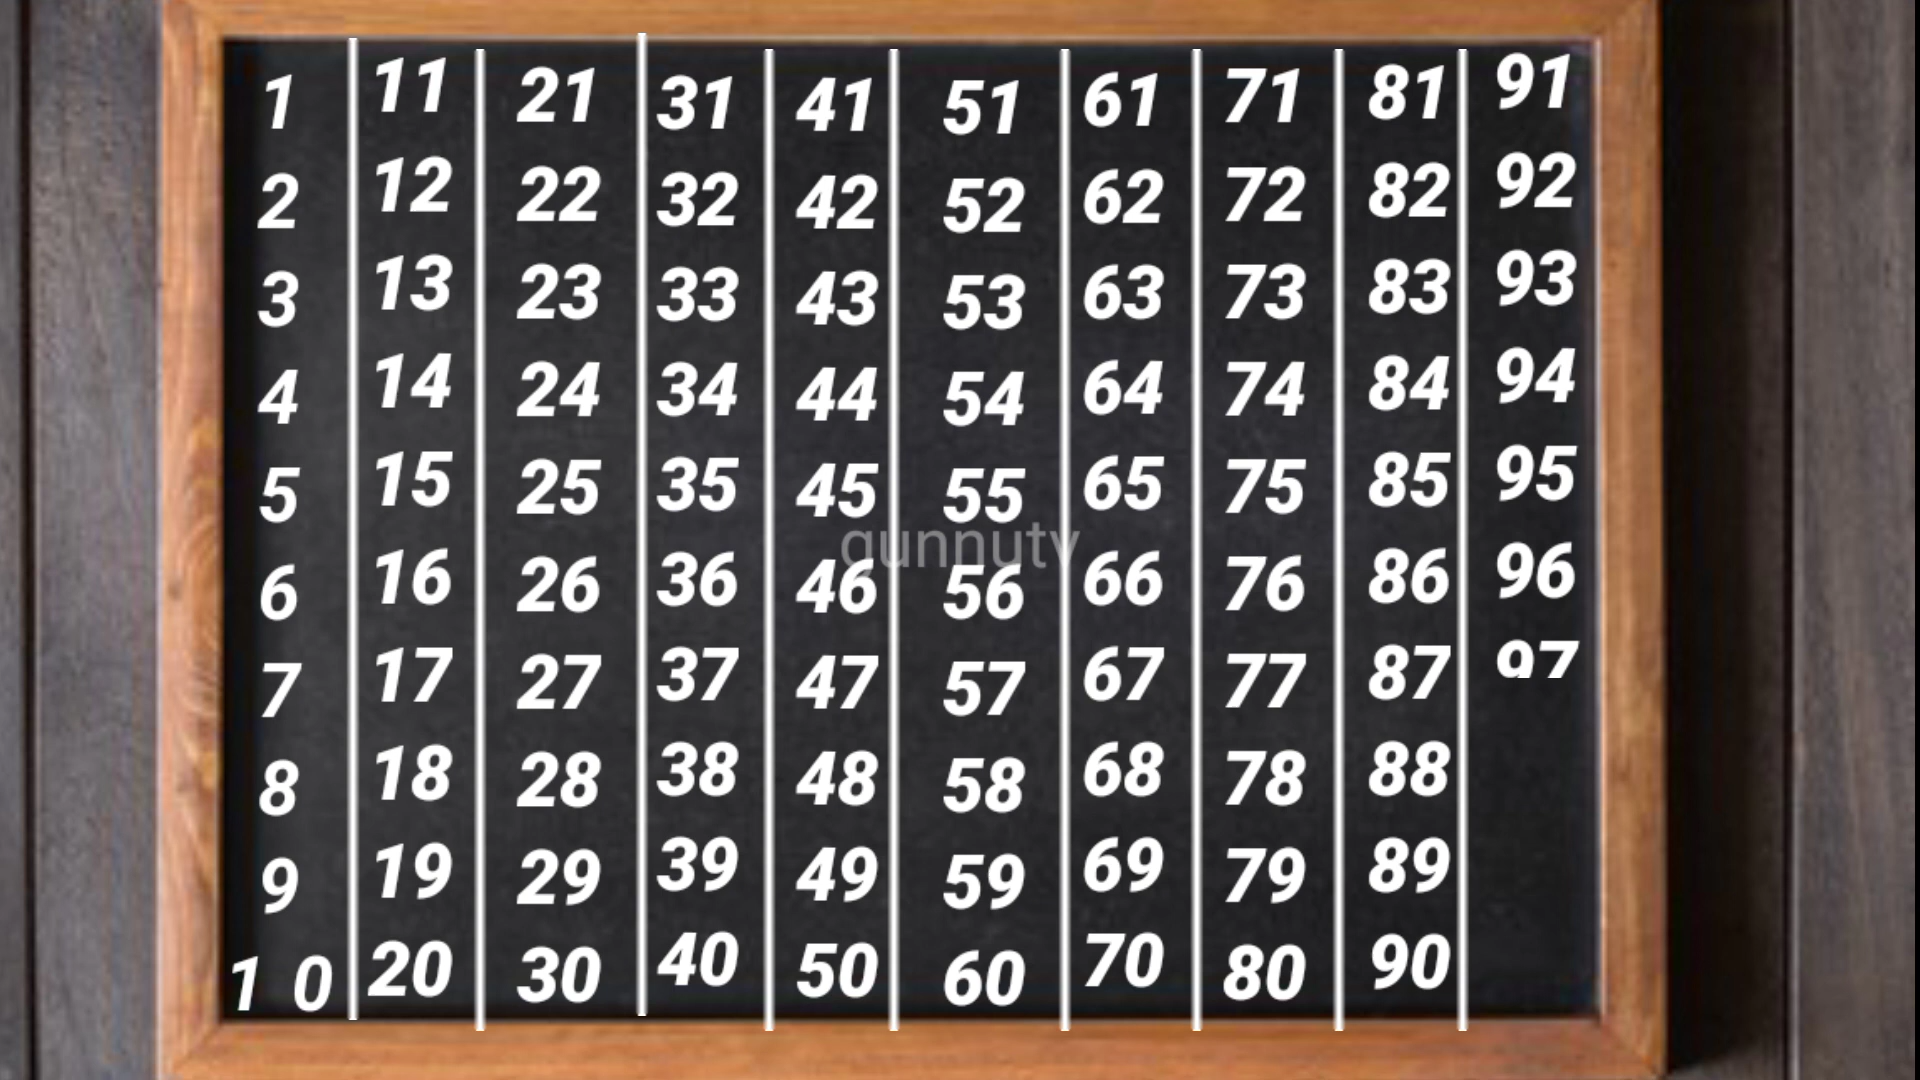 1 11 21 31 41 51 61 71 81 91
2 12 22 32 42 52 62 72 82 92
3 13 23 33 43 53 63 73 83 93
4 14 24 34 44 54 64 74 84 94
5 15 25 35 45 55 65 75 85 95
gunnuty
6 16 26 36 46 56 66 76 86 96
7 17 27 37 47 57 67 77 87 97
8 18 28 38 48 58 68 78 88
9 19 29 39 49 59 69 79 89
1 0 20 30 40 50 60 70 80 90